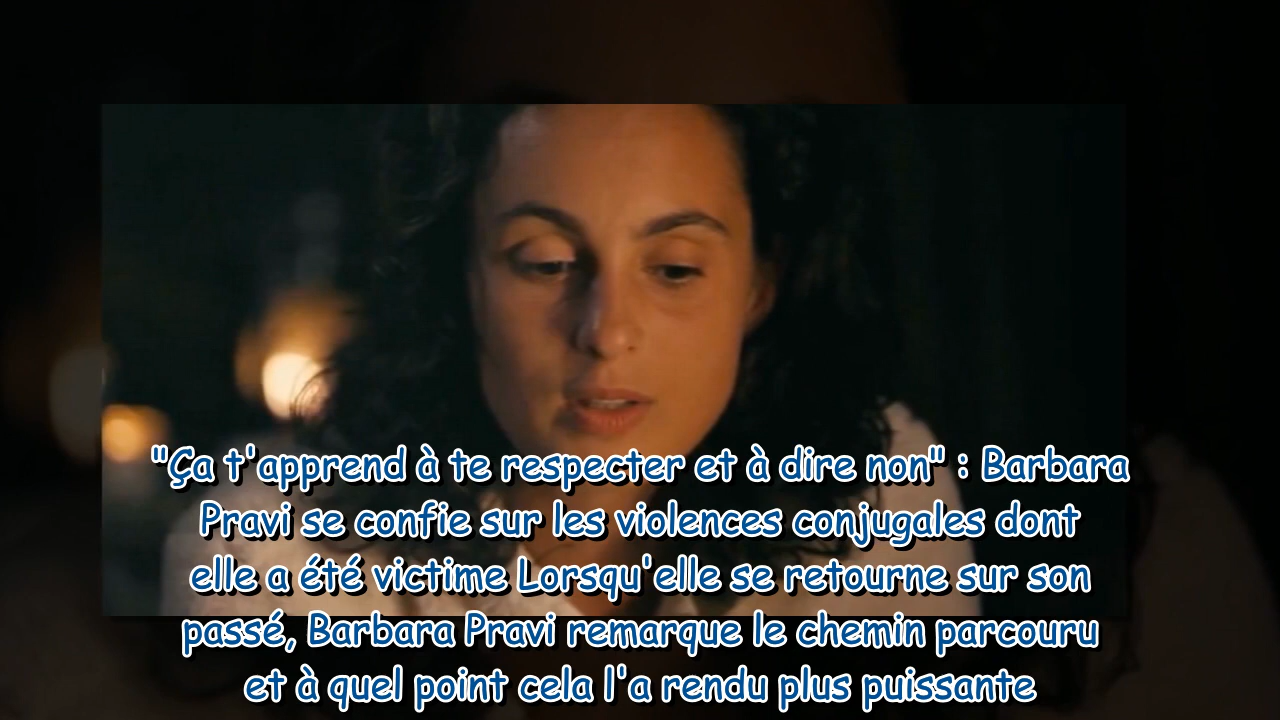 "Ça t'apprend à te respecter et à dire non" : Barbara
Pravi se confie sur les violences conjugales dont
elle a été victime Lorsqu'elle se retourne sur son
passé, Barbara Pravi remarque le chemin parcouru
et à quel point cela l'a rendu plus puissante